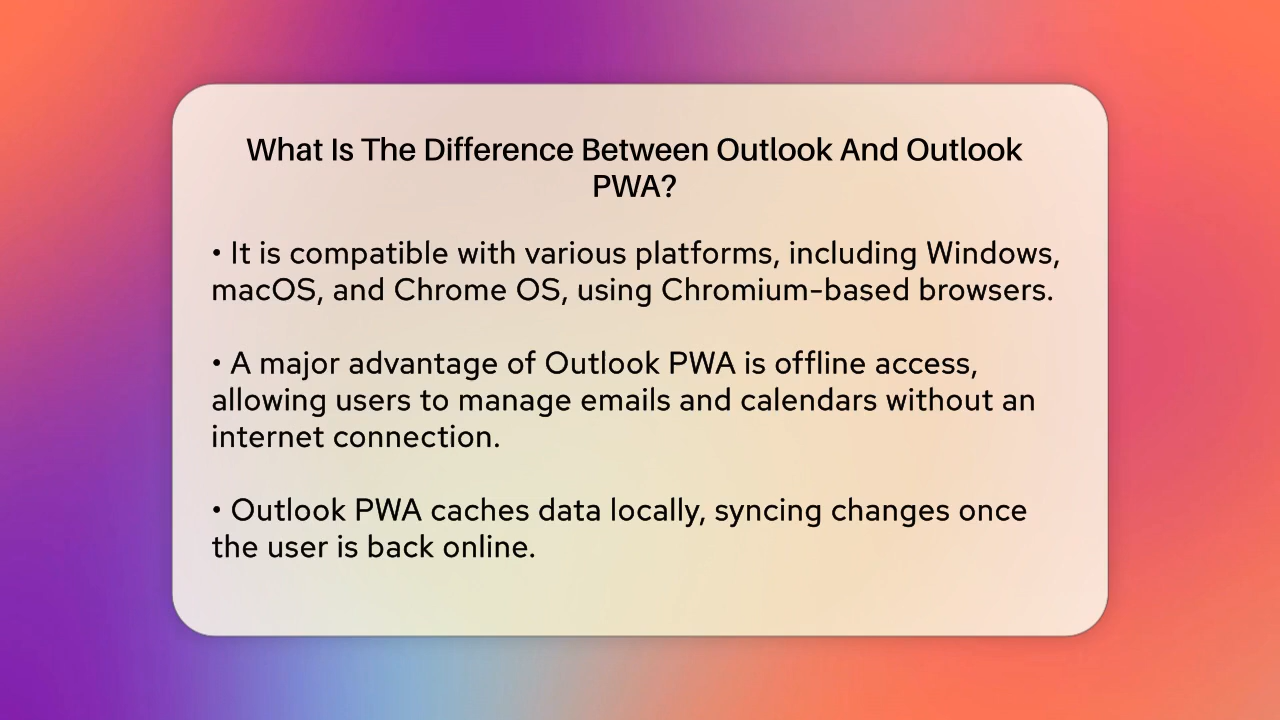 What Is The Difference Between Outlook And Outlook
PWA?
• It is compatible with various platforms, including Windows,
macOS, and Chrome OS, using Chromium-based browsers.
• A major advantage of Outlook PWA is offline access,
allowing users to manage emails and calendars without an
internet connection.
• Outlook PWA caches data locally, syncing changes once
the user is back online.